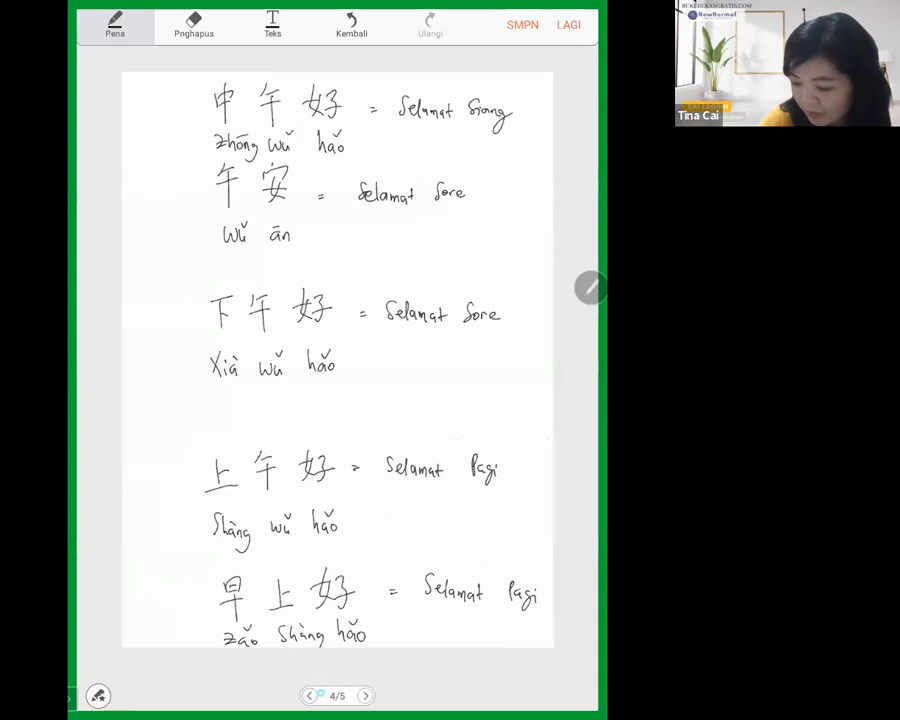 Pena Pnghapus Teks Kembali Ulangi SMPN LAGI
中午好 = Selamat Siang
zhōng wǔ hǎo
午安 = Selamat Sore
wǔ ān
下午好 = Selamat Sore
Xià wǔ hǎo
上午好 = Selamat Pagi
Shàng wǔ hǎo
早上好 = Selamat Pagi
zǎo Shàng hǎo
4/5
NewNormal
Tina Cai